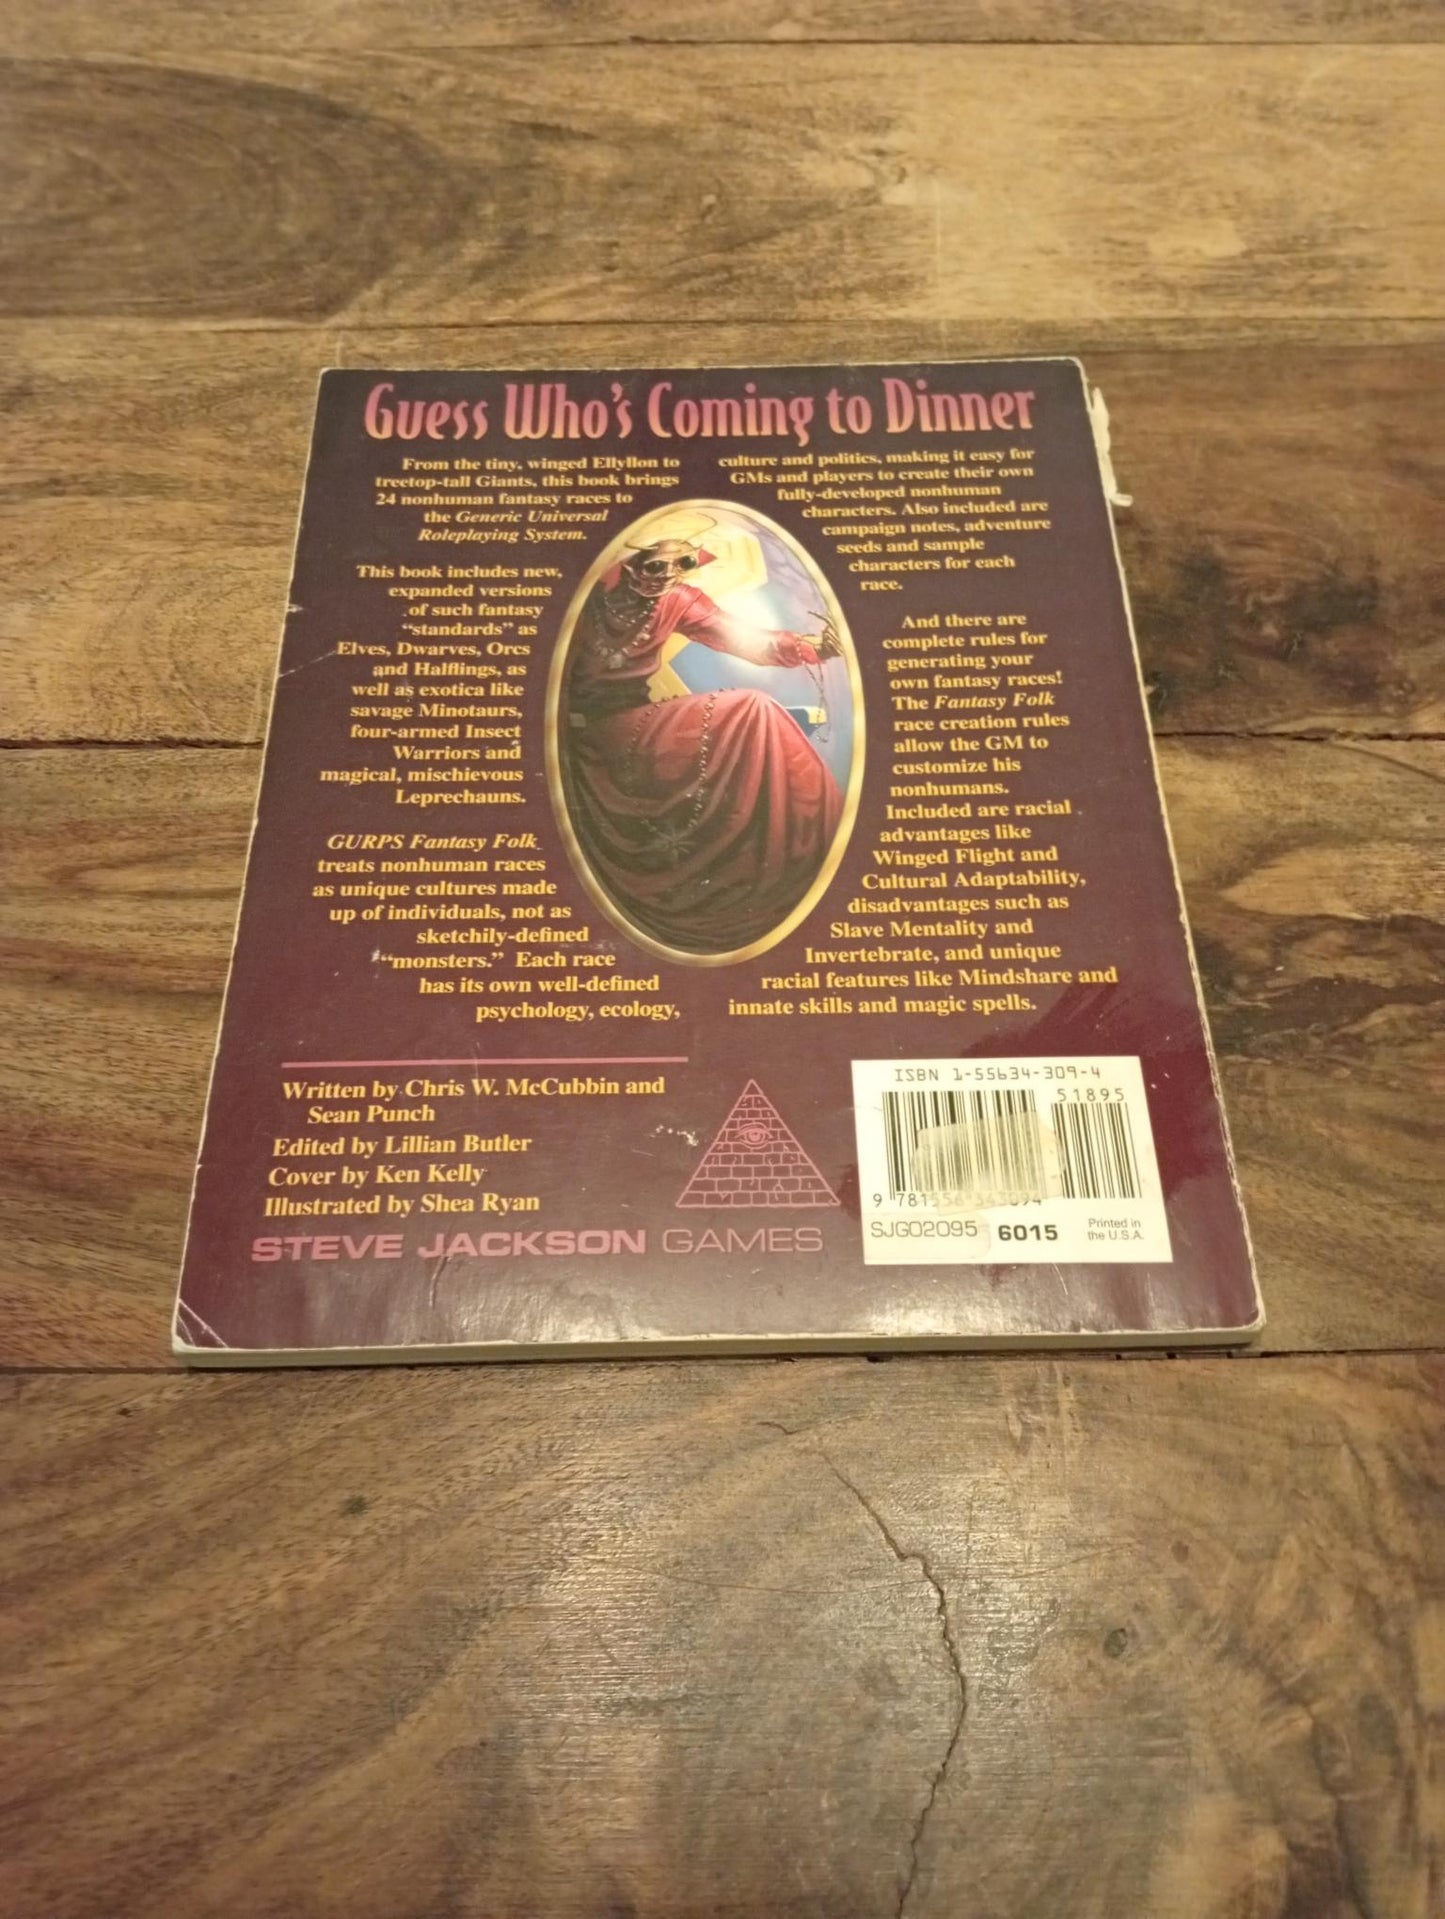 Guess Who's Coming to Dinner
From the tiny, winged Ellyllon to
treetop-tall Giants, this book brings
24 nonhuman fantasy races to
the Generic Universal
Roleplaying System.
This book includes new,
expanded versions
of such fantasy
“standards” as
Elves, Dwarves, Orcs
and Halflings, as
well as exotica like
savage Minotaurs,
four-armed Insect
Warriors and
magical, mischievous
Leprechauns.
GURPS Fantasy Folk
treats nonhuman races
as unique cultures made
up of individuals, not as
sketchily-defined
“monsters.” Each race
has its own well-defined
psychology, ecology,
culture and politics, making it easy for
GMs and players to create their own
fully-developed nonhuman
characters. Also included are
campaign notes, adventure
seeds and sample
characters for each
race.
And there are
complete rules for
generating your
own fantasy races!
The Fantasy Folk
race creation rules
allow the GM to
customize his
nonhumans.
Included are racial
advantages like
Winged Flight and
Cultural Adaptability,
disadvantages such as
Slave Mentality and
Invertebrate, and unique
racial features like Mindshare and
innate skills and magic spells.
Written by Chris W. McCubbin and
Sean Punch
Edited by Lillian Butler
Cover by Ken Kelly
Illustrated by Shea Ryan
STEVE JACKSON GAMES
ISBN 1-55634-309-4
51895
9 781556 343094
SJG02095 6015 Printed in
the U.S.A.